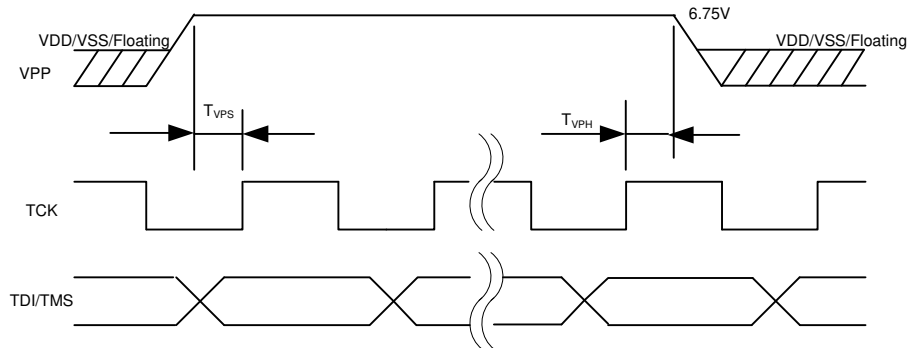 6.75V
VDD/VSS/Floating
VDD/VSS/Floating
VPP
TVPS
TVPH
TCK
TDI/TMS